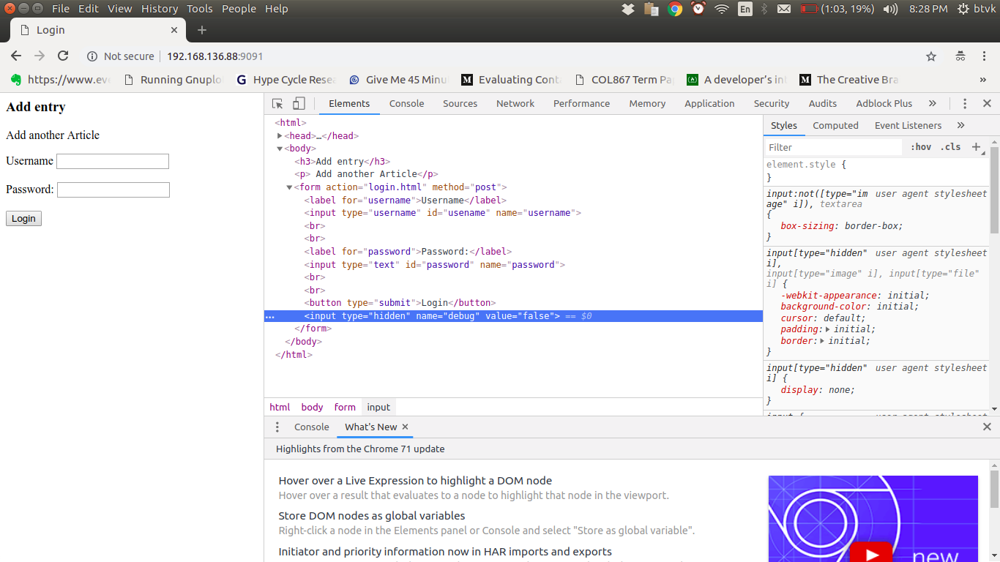 File Edit View History Tools People Help
En (1:03, 19%) 8:28 PM btvk
Login
Not secure 192.168.136.88:9091
https://www.eve Running Gnuplo Hype Cycle Resea Give Me 45 Minu Evaluating Conta COL867 Term Pap A developer's in The Creative Bra »
Add entry
Add another Article
Username
Password:
Login
Elements Console Sources Network Performance Memory Application Security Audits Adblock Plus »
<html>
<head>…</head>
<body>
<h3>Add entry</h3>
<p> Add another Article</p>
<form action="login.html" method="post">
<label for="username">Username</label>
<input type="username" id="usename" name="username">
<br>
<br>
<label for="password">Password:</label>
<input type="text" id="password" name="password">
<br>
<br>
<button type="submit">Login</button>
<input type="hidden" name="debug" value="false"> == $0
</form>
</body>
</html>
html body form input
Styles Computed Event Listeners »
Filter :hov .cls +
element.style {
}
input:not([type="im user agent stylesheet
age" i]), textarea
{
box-sizing: border-box;
}
input[type="hidden" user agent stylesheet
i],
input[type="image" i], input[type="file"
i] {
-webkit-appearance: initial;
background-color: initial;
cursor: default;
padding: initial;
border: initial;
}
input[type="hidden" user agent stylesheet
i] {
display: none;
}
Console What's New
Highlights from the Chrome 71 update
Hover over a Live Expression to highlight a DOM node
Hover over a result that evaluates to a node to highlight that node in the viewport.
Store DOM nodes as global variables
Right-click a node in the Elements panel or Console and select "Store as global variable".
Initiator and priority information now in HAR imports and exports
new